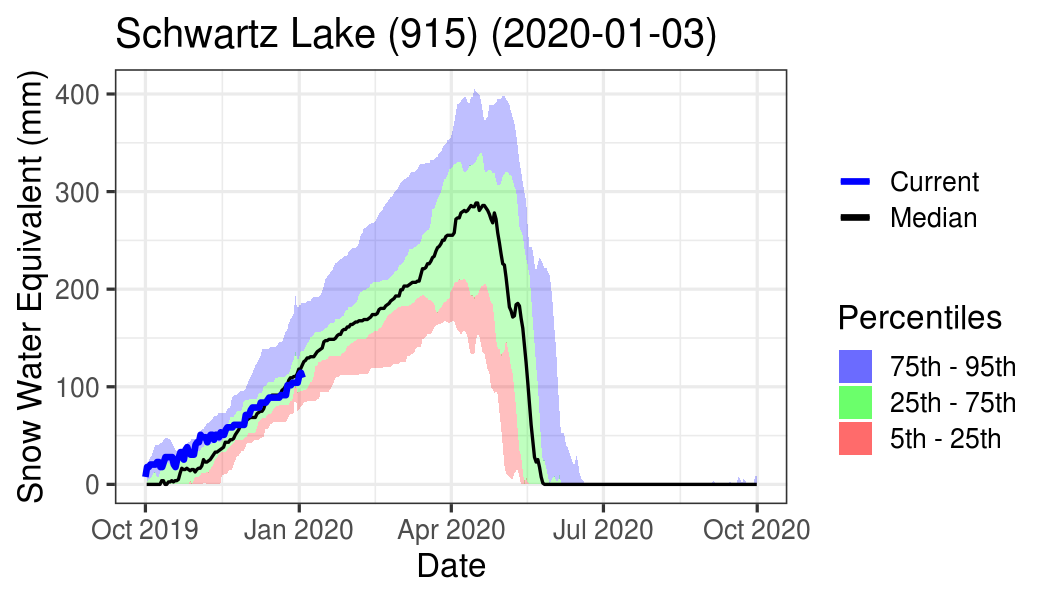 Schwartz Lake (915) (2020-01-03)
Snow Water Equivalent (mm)
400
300
200
100
0
Oct 2019
Jan 2020
Apr 2020
Jul 2020
Oct 2020
Date
Current
Median
Percentiles
75th - 95th
25th - 75th
5th - 25th